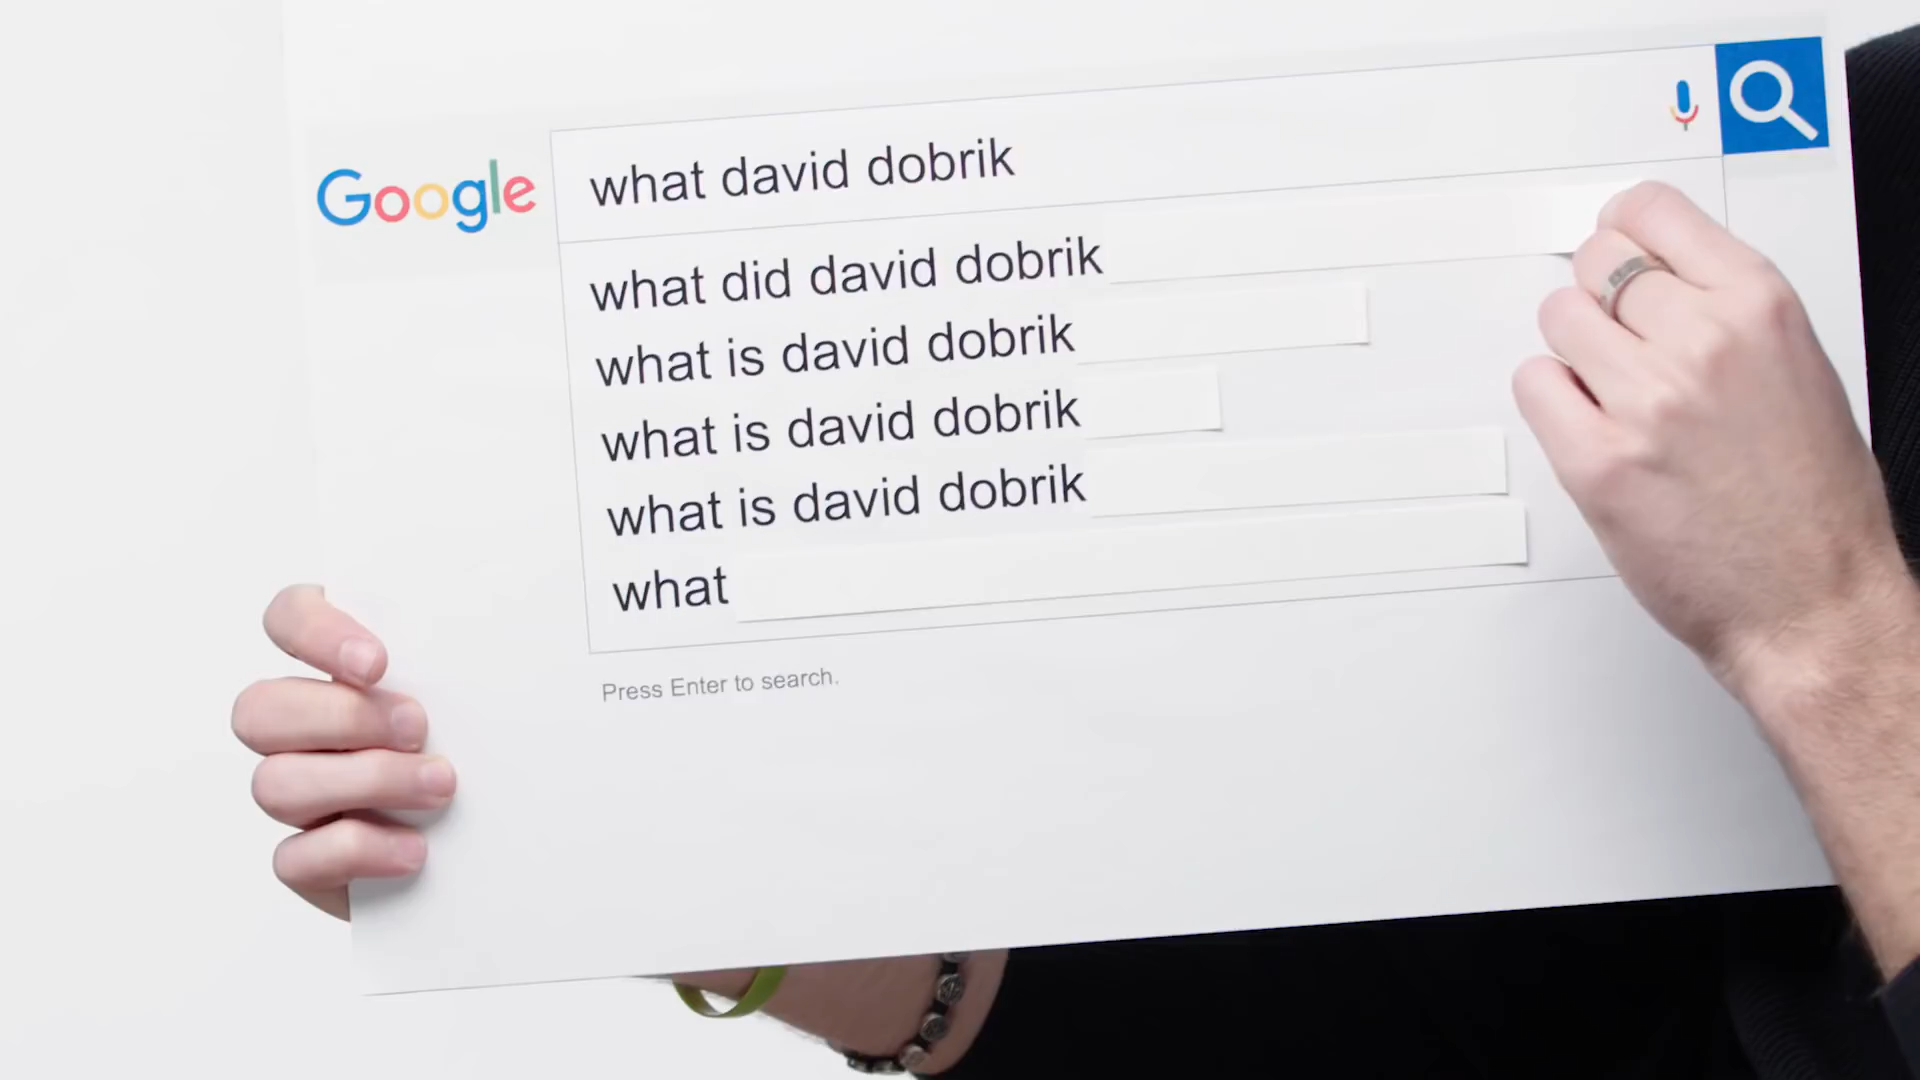 Google what david dobrik
what did david dobrik
what is david dobrik
what is david dobrik
what is david dobrik
what
Press Enter to search.